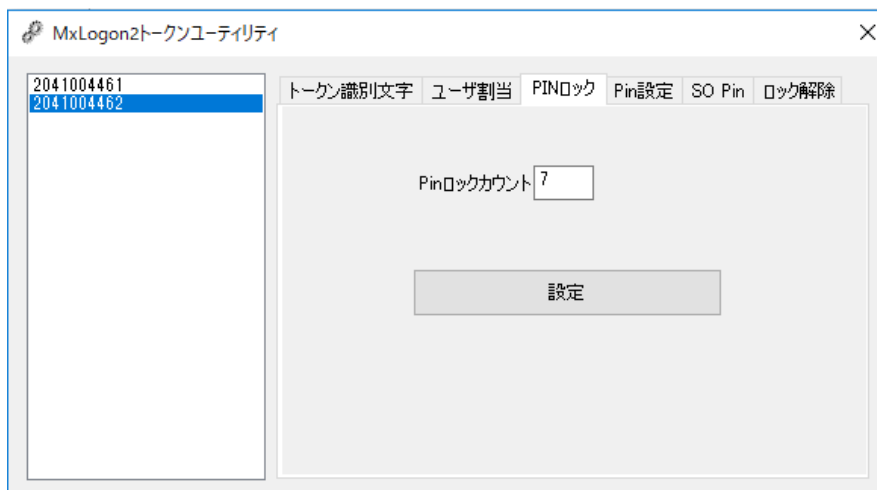 MxLogon2トークンユーティリティ
2041004461
2041004462
トークン識別文字 ユーザ割当 PINロック Pin設定 SO Pin ロック解除
Pinロックカウント 7
設定